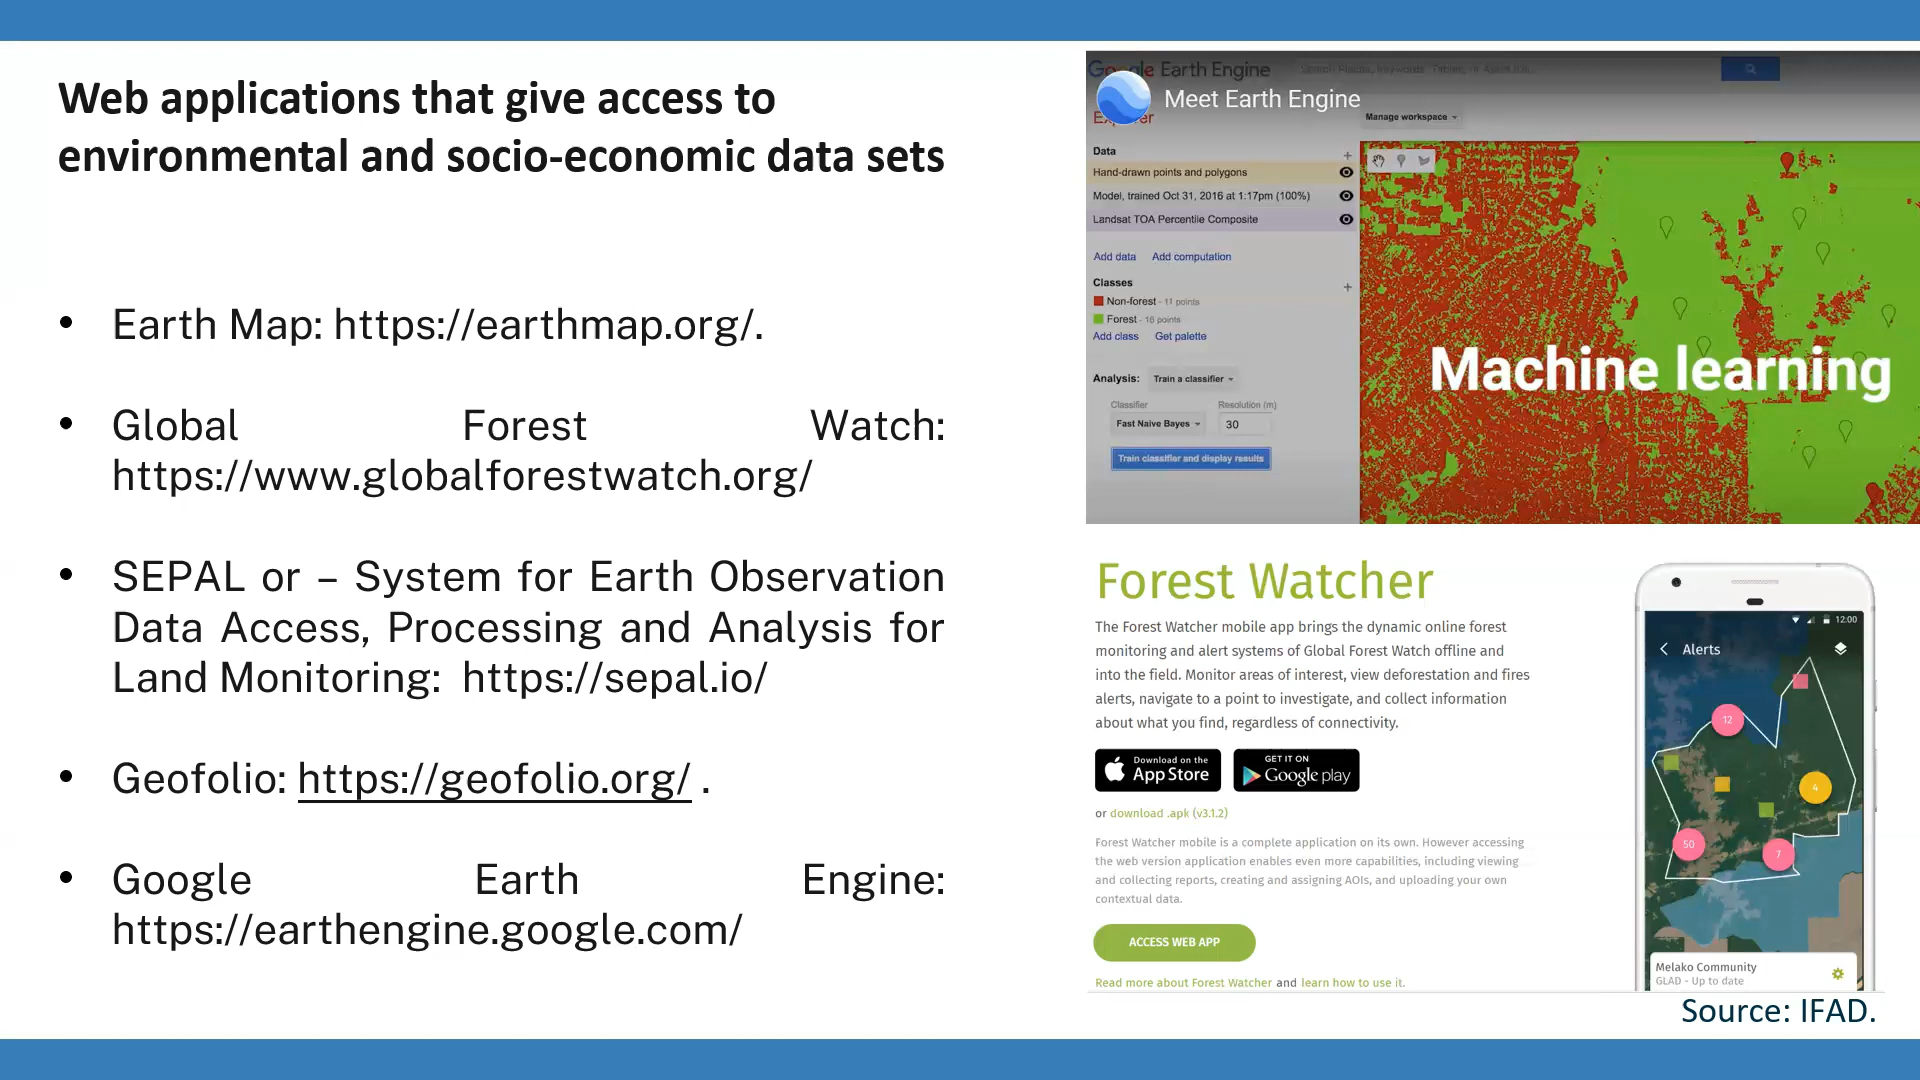 Web applications that give access to
environmental and socio-economic data sets
• Earth Map: https://earthmap.org/.
• Global Forest Watch:
https://www.globalforestwatch.org/
• SEPAL or – System for Earth Observation
Data Access, Processing and Analysis for
Land Monitoring: https://sepal.io/
• Geofolio: https://geofolio.org/ .
• Google Earth Engine:
https://earthengine.google.com/
Google Earth Engine
Meet Earth Engine
Explorer
Manage workspace
Data
Hand-drawn points and polygons
Model, trained Oct 31, 2016 at 1:17pm (100%)
Landsat TOA Percentile Composite
Add data Add computation
Classes
Non-forest - 11 points
Forest - 16 points
Add class Get palette
Analysis: Train a classifier
Classifier Resolution (m)
Fast Naive Bayes 30
Train classifier and display results
Machine learning
Forest Watcher
The Forest Watcher mobile app brings the dynamic online forest
monitoring and alert systems of Global Forest Watch offline and
into the field. Monitor areas of interest, view deforestation and fires
alerts, navigate to a point to investigate, and collect information
about what you find, regardless of connectivity.
Download on the
App Store
GET IT ON
Google play
or download .apk (v3.1.2)
Forest Watcher mobile is a complete application on its own. However accessing
the web version application enables even more capabilities, including viewing
and collecting reports, creating and assigning AOIs, and uploading your own
contextual data.
ACCESS WEB APP
Read more about Forest Watcher and learn how to use it.
12:00
Alerts
12
4
50
7
Melako Community
GLAD - Up to date
Source: IFAD.